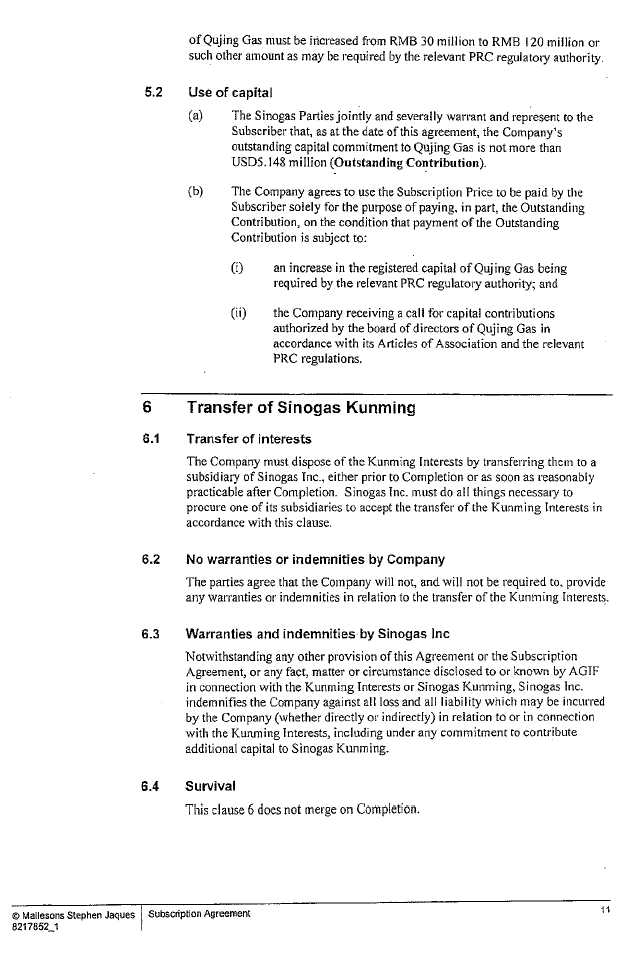 of Qujing Gas must be increased from RMB 30 million to RMB 120 million or
such other amount as may be required by the relevant PRC regulatory authority.
5.2 Use of capital
(a) The Sinogas Parties jointly and severally warrant and represent to the
Subscriber that, as at the date of this agreement, the Company's
outstanding capital commitment to Qujing Gas is not more than
USD5.148 million (Outstanding Contribution).
(b) The Company agrees to use the Subscription Price to be paid by the
Subscriber solely for the purpose of paying, in part, the Outstanding
Contribution, on the condition that payment of the Outstanding
Contribution is subject to:
(i) an increase in the registered capital of Qujing Gas being
required by the relevant PRC regulatory authority; and
(ii) the Company receiving a call for capital contributions
authorized by the board of directors of Qujing Gas in
accordance with its Articles of Association and the relevant
PRC regulations.
6 Transfer of Sinogas Kunming
6.1 Transfer of interests
The Company must dispose of the Kunming Interests by transferring them to a
subsidiary of Sinogas Inc., either prior to Completion or as soon as reasonably
practicable after Completion. Sinogas Inc. must do all things necessary to
procure one of its subsidiaries to accept the transfer of the Kunming Interests in
accordance with this clause.
6.2 No warranties or indemnities by Company
The parties agree that the Company will not, and will not be required to, provide
any warranties or indemnities in relation to the transfer of the Kunming Interests.
6.3 Warranties and indemnities by Sinogas Inc
Notwithstanding any other provision of this Agreement or the Subscription
Agreement, or any fact, matter or circumstance disclosed to or known by AGIF
in connection with the Kunming Interests or Sinogas Kunming, Sinogas Inc.
indemnifies the Company against all loss and all liability which may be incurred
by the Company (whether directly or indirectly) in relation to or in connection
with the Kunming Interests, including under any commitment to contribute
additional capital to Sinogas Kunming.
6.4 Survival
This clause 6 does not merge on Completion.
© Mallesons Stephen Jaques Subscription Agreement 11
8217852_1